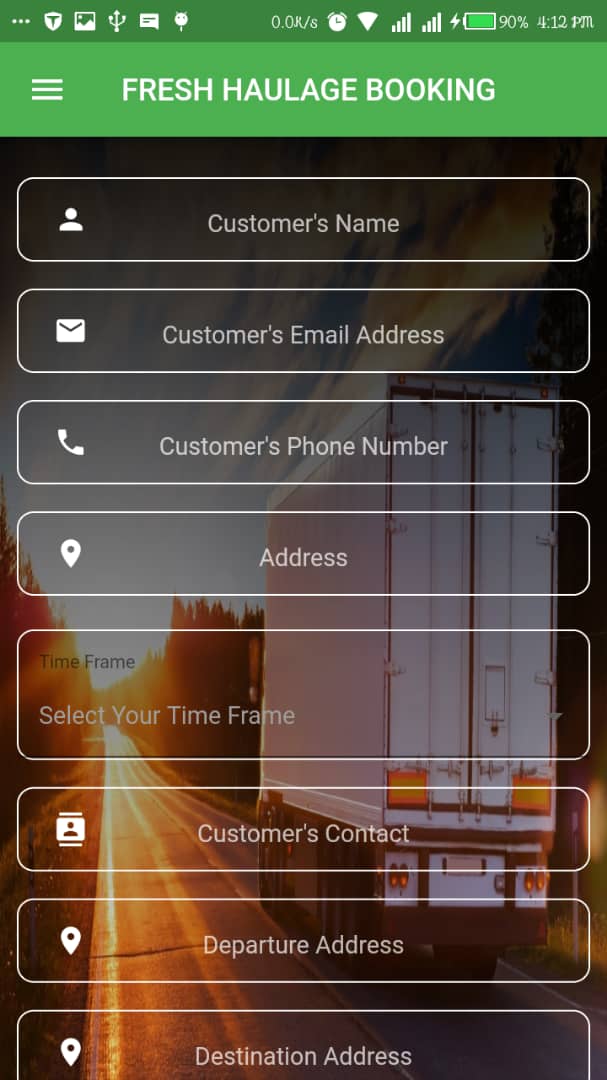 0.0K/s 90% 4:12 PM
FRESH HAULAGE BOOKING
Customer's Name
Customer's Email Address
Customer's Phone Number
Address
Time Frame
Select Your Time Frame
Customer's Contact
Departure Address
Destination Address